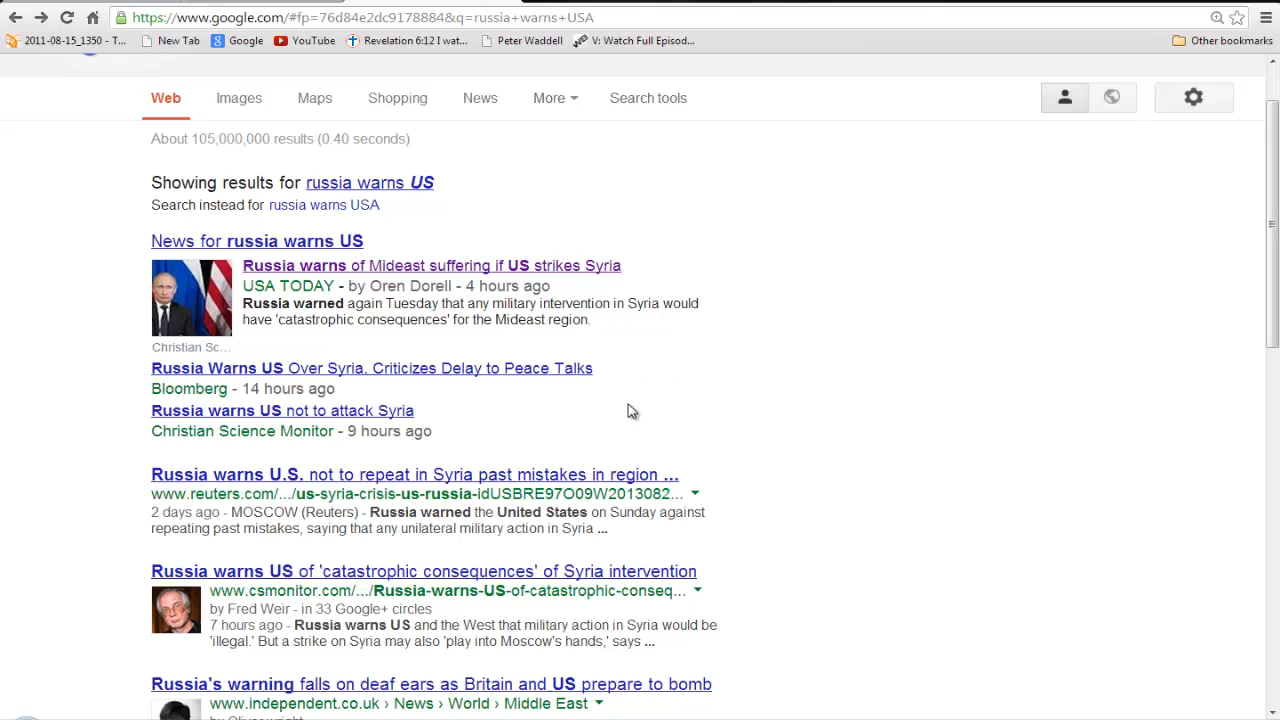 https://www.google.com/#fp=76d84e2dc9178884&q=russia+warns+USA
2011-08-15_1350 - T... New Tab Google YouTube Revelation 6:12 I wat... Peter Waddell V: Watch Full Episod... Other bookmarks
Web Images Maps Shopping News More Search tools
About 105,000,000 results (0.40 seconds)
Showing results for russia warns US
Search instead for russia warns USA
News for russia warns US
Russia warns of Mideast suffering if US strikes Syria
USA TODAY - by Oren Dorell - 4 hours ago
Russia warned again Tuesday that any military intervention in Syria would
have 'catastrophic consequences' for the Mideast region.
Christian Sc...
Russia Warns US Over Syria, Criticizes Delay to Peace Talks
Bloomberg - 14 hours ago
Russia warns US not to attack Syria
Christian Science Monitor - 9 hours ago
Russia warns U.S. not to repeat in Syria past mistakes in region ...
www.reuters.com/.../us-syria-crisis-us-russia-idUSBRE97O09W2013082...
2 days ago - MOSCOW (Reuters) - Russia warned the United States on Sunday against
repeating past mistakes, saying that any unilateral military action in Syria ...
Russia warns US of 'catastrophic consequences' of Syria intervention
www.csmonitor.com/.../Russia-warns-US-of-catastrophic-conseq...
by Fred Weir - in 33 Google+ circles
7 hours ago - Russia warns US and the West that military action in Syria would be
'illegal.' But a strike on Syria may also 'play into Moscow's hands,' says ...
Russia's warning falls on deaf ears as Britain and US prepare to bomb
www.independent.co.uk › News › World › Middle East